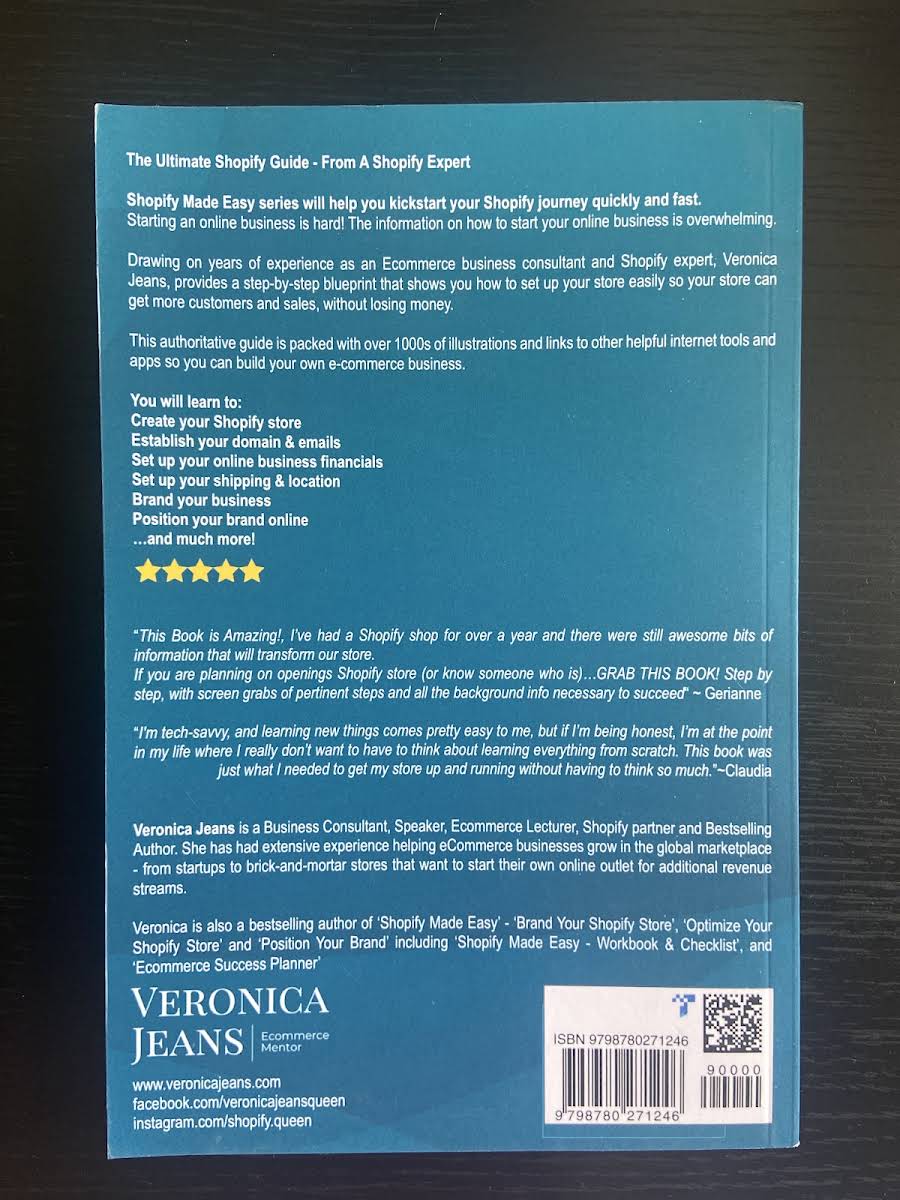 The Ultimate Shopify Guide - From A Shopify Expert
Shopify Made Easy series will help you kickstart your Shopify journey quickly and fast.
Starting an online business is hard! The information on how to start your online business is overwhelming.
Drawing on years of experience as an Ecommerce business consultant and Shopify expert, Veronica
Jeans, provides a step-by-step blueprint that shows you how to set up your store easily so your store can
get more customers and sales, without losing money.
This authoritative guide is packed with over 1000s of illustrations and links to other helpful internet tools and
apps so you can build your own e-commerce business.
You will learn to:
Create your Shopify store
Establish your domain & emails
Set up your online business financials
Set up your shipping & location
Brand your business
Position your brand online
...and much more!
"This Book is Amazing!, I've had a Shopify shop for over a year and there were still awesome bits of
information that will transform our store.
If you are planning on openings Shopify store (or know someone who is)...GRAB THIS BOOK! Step by
step, with screen grabs of pertinent steps and all the background info necessary to succeed" ~ Gerianne
"I'm tech-savvy, and learning new things comes pretty easy to me, but if I'm being honest, I'm at the point
in my life where I really don't want to have to think about learning everything from scratch. This book was
just what I needed to get my store up and running without having to think so much."~Claudia
Veronica Jeans is a Business Consultant, Speaker, Ecommerce Lecturer, Shopify partner and Bestselling
Author. She has had extensive experience helping eCommerce businesses grow in the global marketplace
- from startups to brick-and-mortar stores that want to start their own online outlet for additional revenue
streams.
Veronica is also a bestselling author of 'Shopify Made Easy' - 'Brand Your Shopify Store', 'Optimize Your
Shopify Store' and 'Position Your Brand' including 'Shopify Made Easy - Workbook & Checklist', and
'Ecommerce Success Planner'
VERONICA
JEANS | Ecommerce
Mentor
www.veronicajeans.com
facebook.com/veronicajeansqueen
instagram.com/shopify.queen
ISBN 9798780271246
90000
9 798780 271246